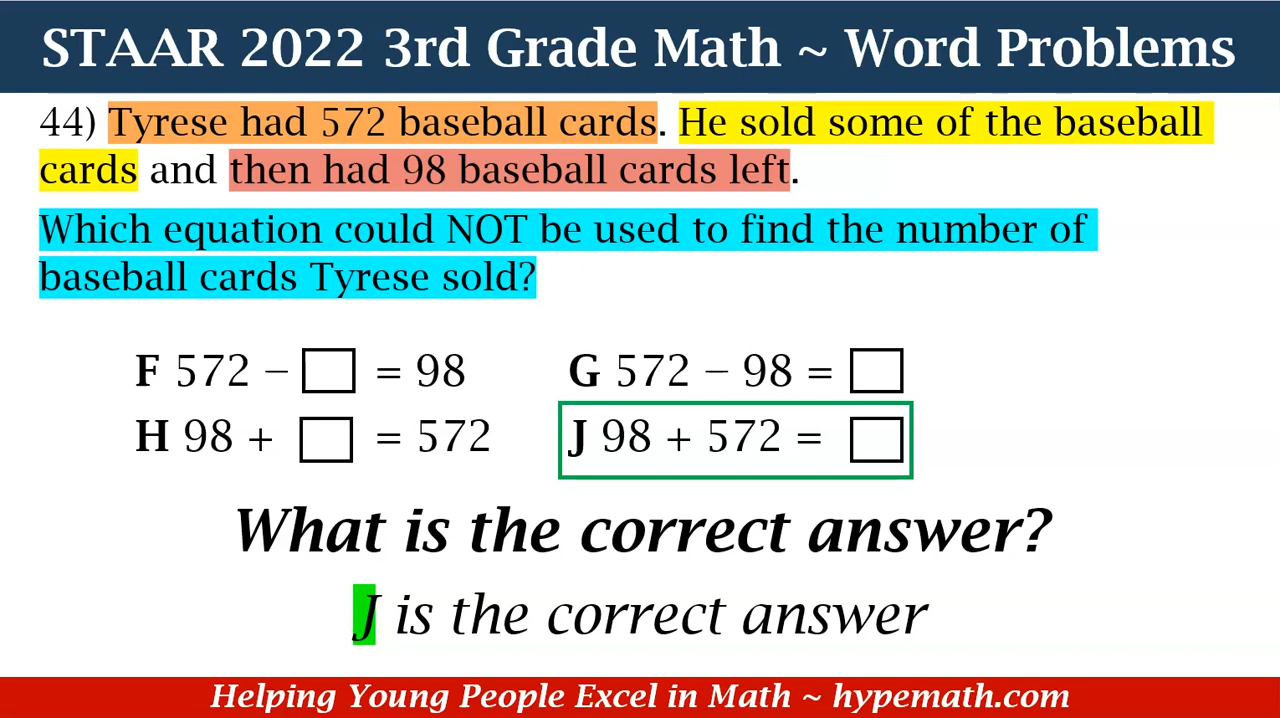 STAAR 2022 3rd Grade Math ~ Word Problems
44) Tyrese had 572 baseball cards. He sold some of the baseball
cards and then had 98 baseball cards left.
Which equation could NOT be used to find the number of
baseball cards Tyrese sold?
F 572 – □ = 98
G 572 – 98 = □
H 98 + □ = 572
J 98 + 572 = □
What is the correct answer?
J is the correct answer
Helping Young People Excel in Math ~ hypemath.com